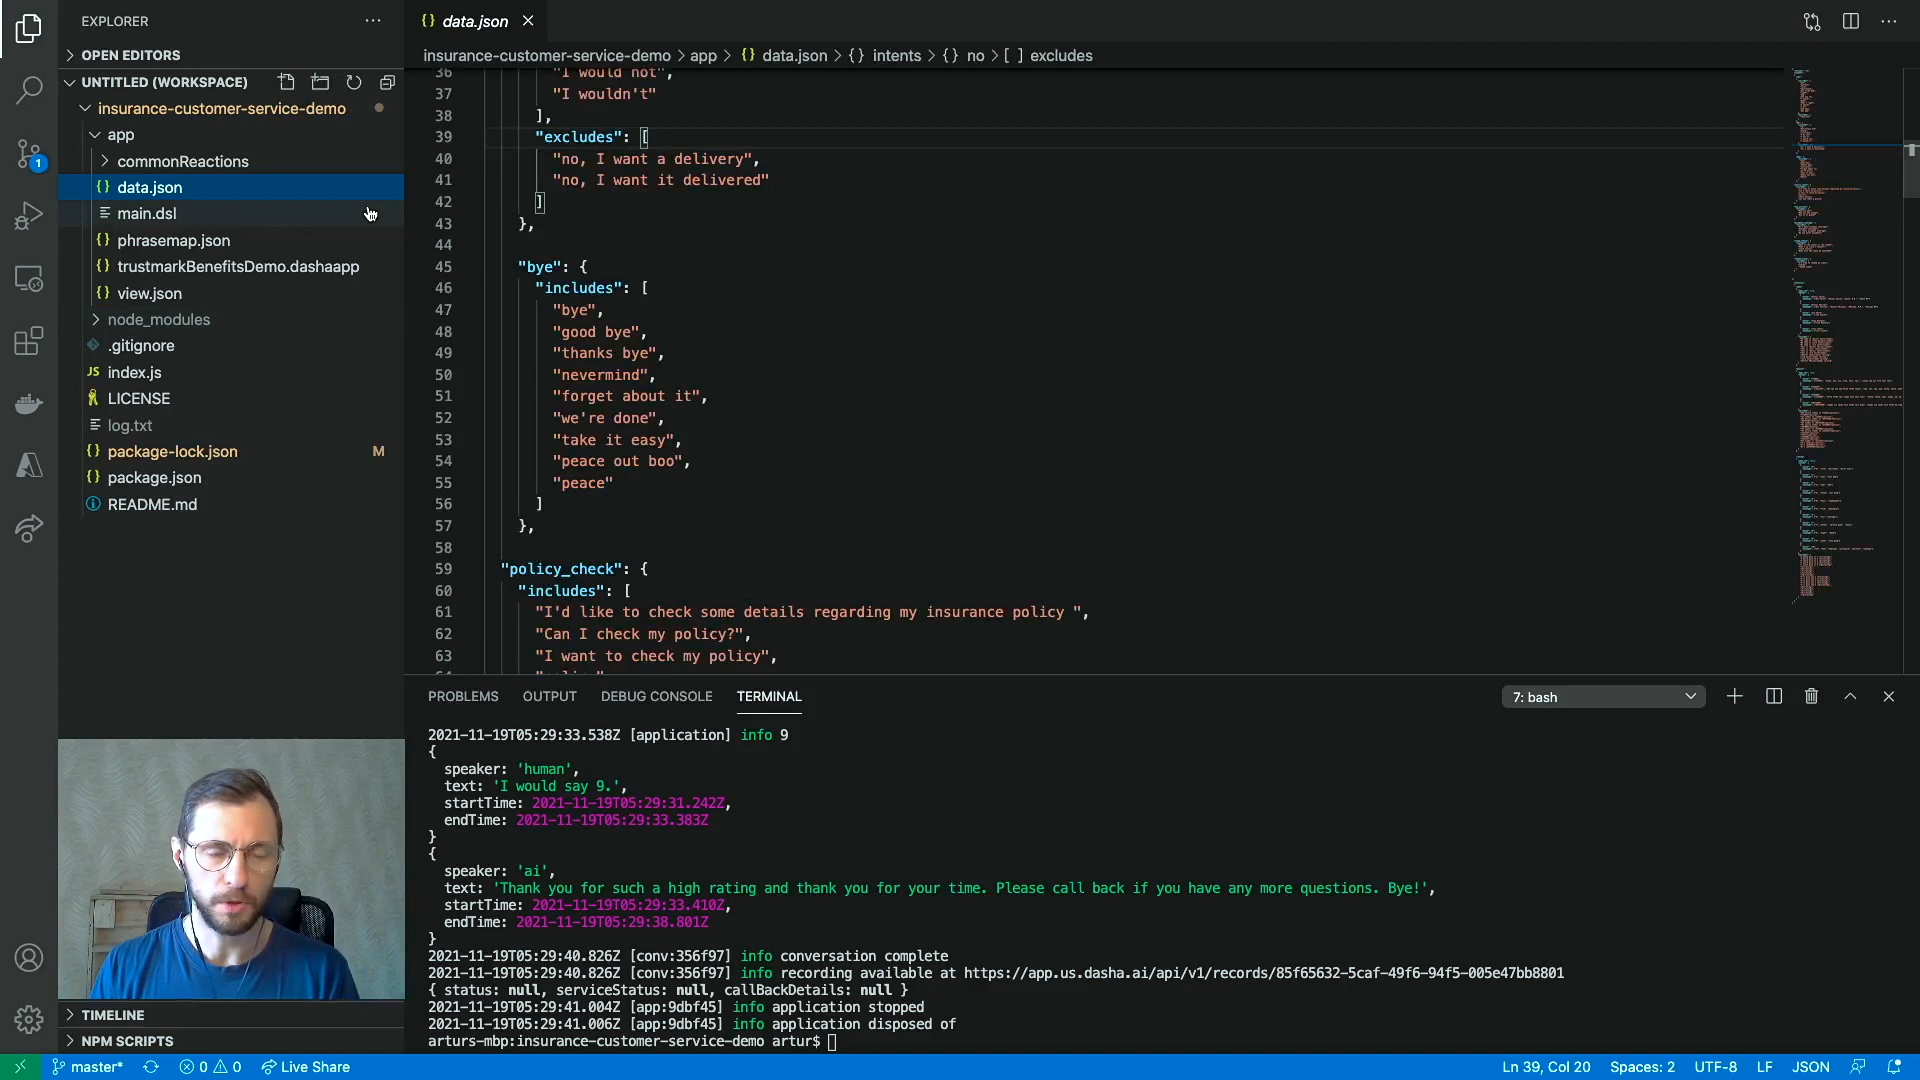 EXPLORER
data.json
OPEN EDITORS
insurance-customer-service-demo > app > {} data.json > {} intents > {} no > [ ] excludes
UNTITLED (WORKSPACE)
insurance-customer-service-demo
app
commonReactions
data.json
main.dsl
phrasemap.json
trustmarkBenefitsDemo.dashaapp
view.json
node_modules
.gitignore
JS index.js
LICENSE
log.txt
package-lock.json M
package.json
README.md
1
36 "I would not",
37 "I wouldn't"
38 ],
39 "excludes": [
40 "no, I want a delivery",
41 "no, I want it delivered"
42 ]
43 },
44
45 "bye": {
46 "includes": [
47 "bye",
48 "good bye",
49 "thanks bye",
50 "nevermind",
51 "forget about it",
52 "we're done",
53 "take it easy",
54 "peace out boo",
55 "peace"
56 ]
57 },
58
59 "policy_check": {
60 "includes": [
61 "I'd like to check some details regarding my insurance policy ",
62 "Can I check my policy?",
63 "I want to check my policy",
PROBLEMS OUTPUT DEBUG CONSOLE TERMINAL
7: bash
2021-11-19T05:29:33.538Z [application] info 9
{
speaker: 'human',
text: 'I would say 9.',
startTime: 2021-11-19T05:29:31.242Z,
endTime: 2021-11-19T05:29:33.383Z
}
{
speaker: 'ai',
text: 'Thank you for such a high rating and thank you for your time. Please call back if you have any more questions. Bye!',
startTime: 2021-11-19T05:29:33.410Z,
endTime: 2021-11-19T05:29:38.801Z
}
2021-11-19T05:29:40.826Z [conv:356f97] info conversation complete
2021-11-19T05:29:40.826Z [conv:356f97] info recording available at https://app.us.dasha.ai/api/v1/records/85f65632-5caf-49f6-94f5-005e47bb8801
{ status: null, serviceStatus: null, callBackDetails: null }
2021-11-19T05:29:41.004Z [app:9dbf45] info application stopped
2021-11-19T05:29:41.006Z [app:9dbf45] info application disposed of
arturs-mbp:insurance-customer-service-demo artur$
TIMELINE
NPM SCRIPTS
master* 0 0 Live Share
Ln 39, Col 20 Spaces: 2 UTF-8 LF JSON